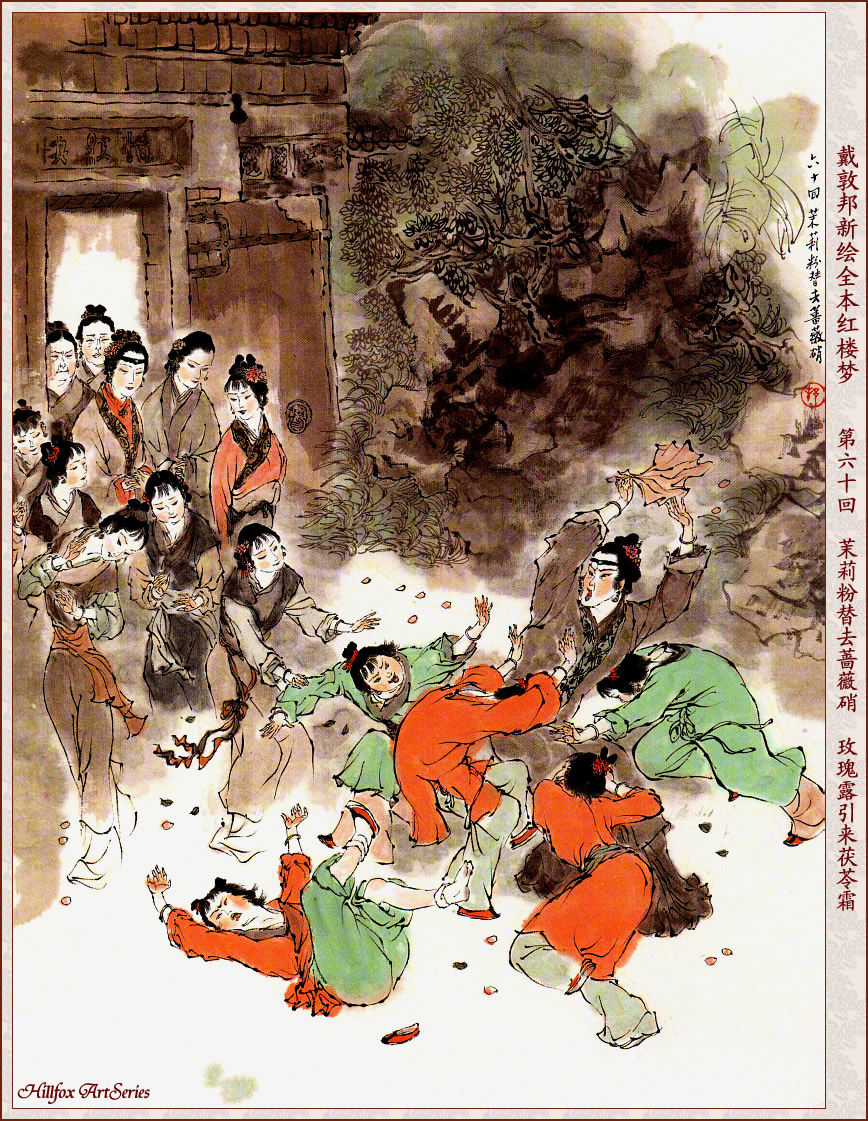 戴敦邦新绘全本红楼梦 第六十回 茉莉粉替去蔷薇硝 玫瑰露引来茯苓霜
六十回 茉莉粉替去蔷薇硝
怡红院
Hillfox ArtSeries